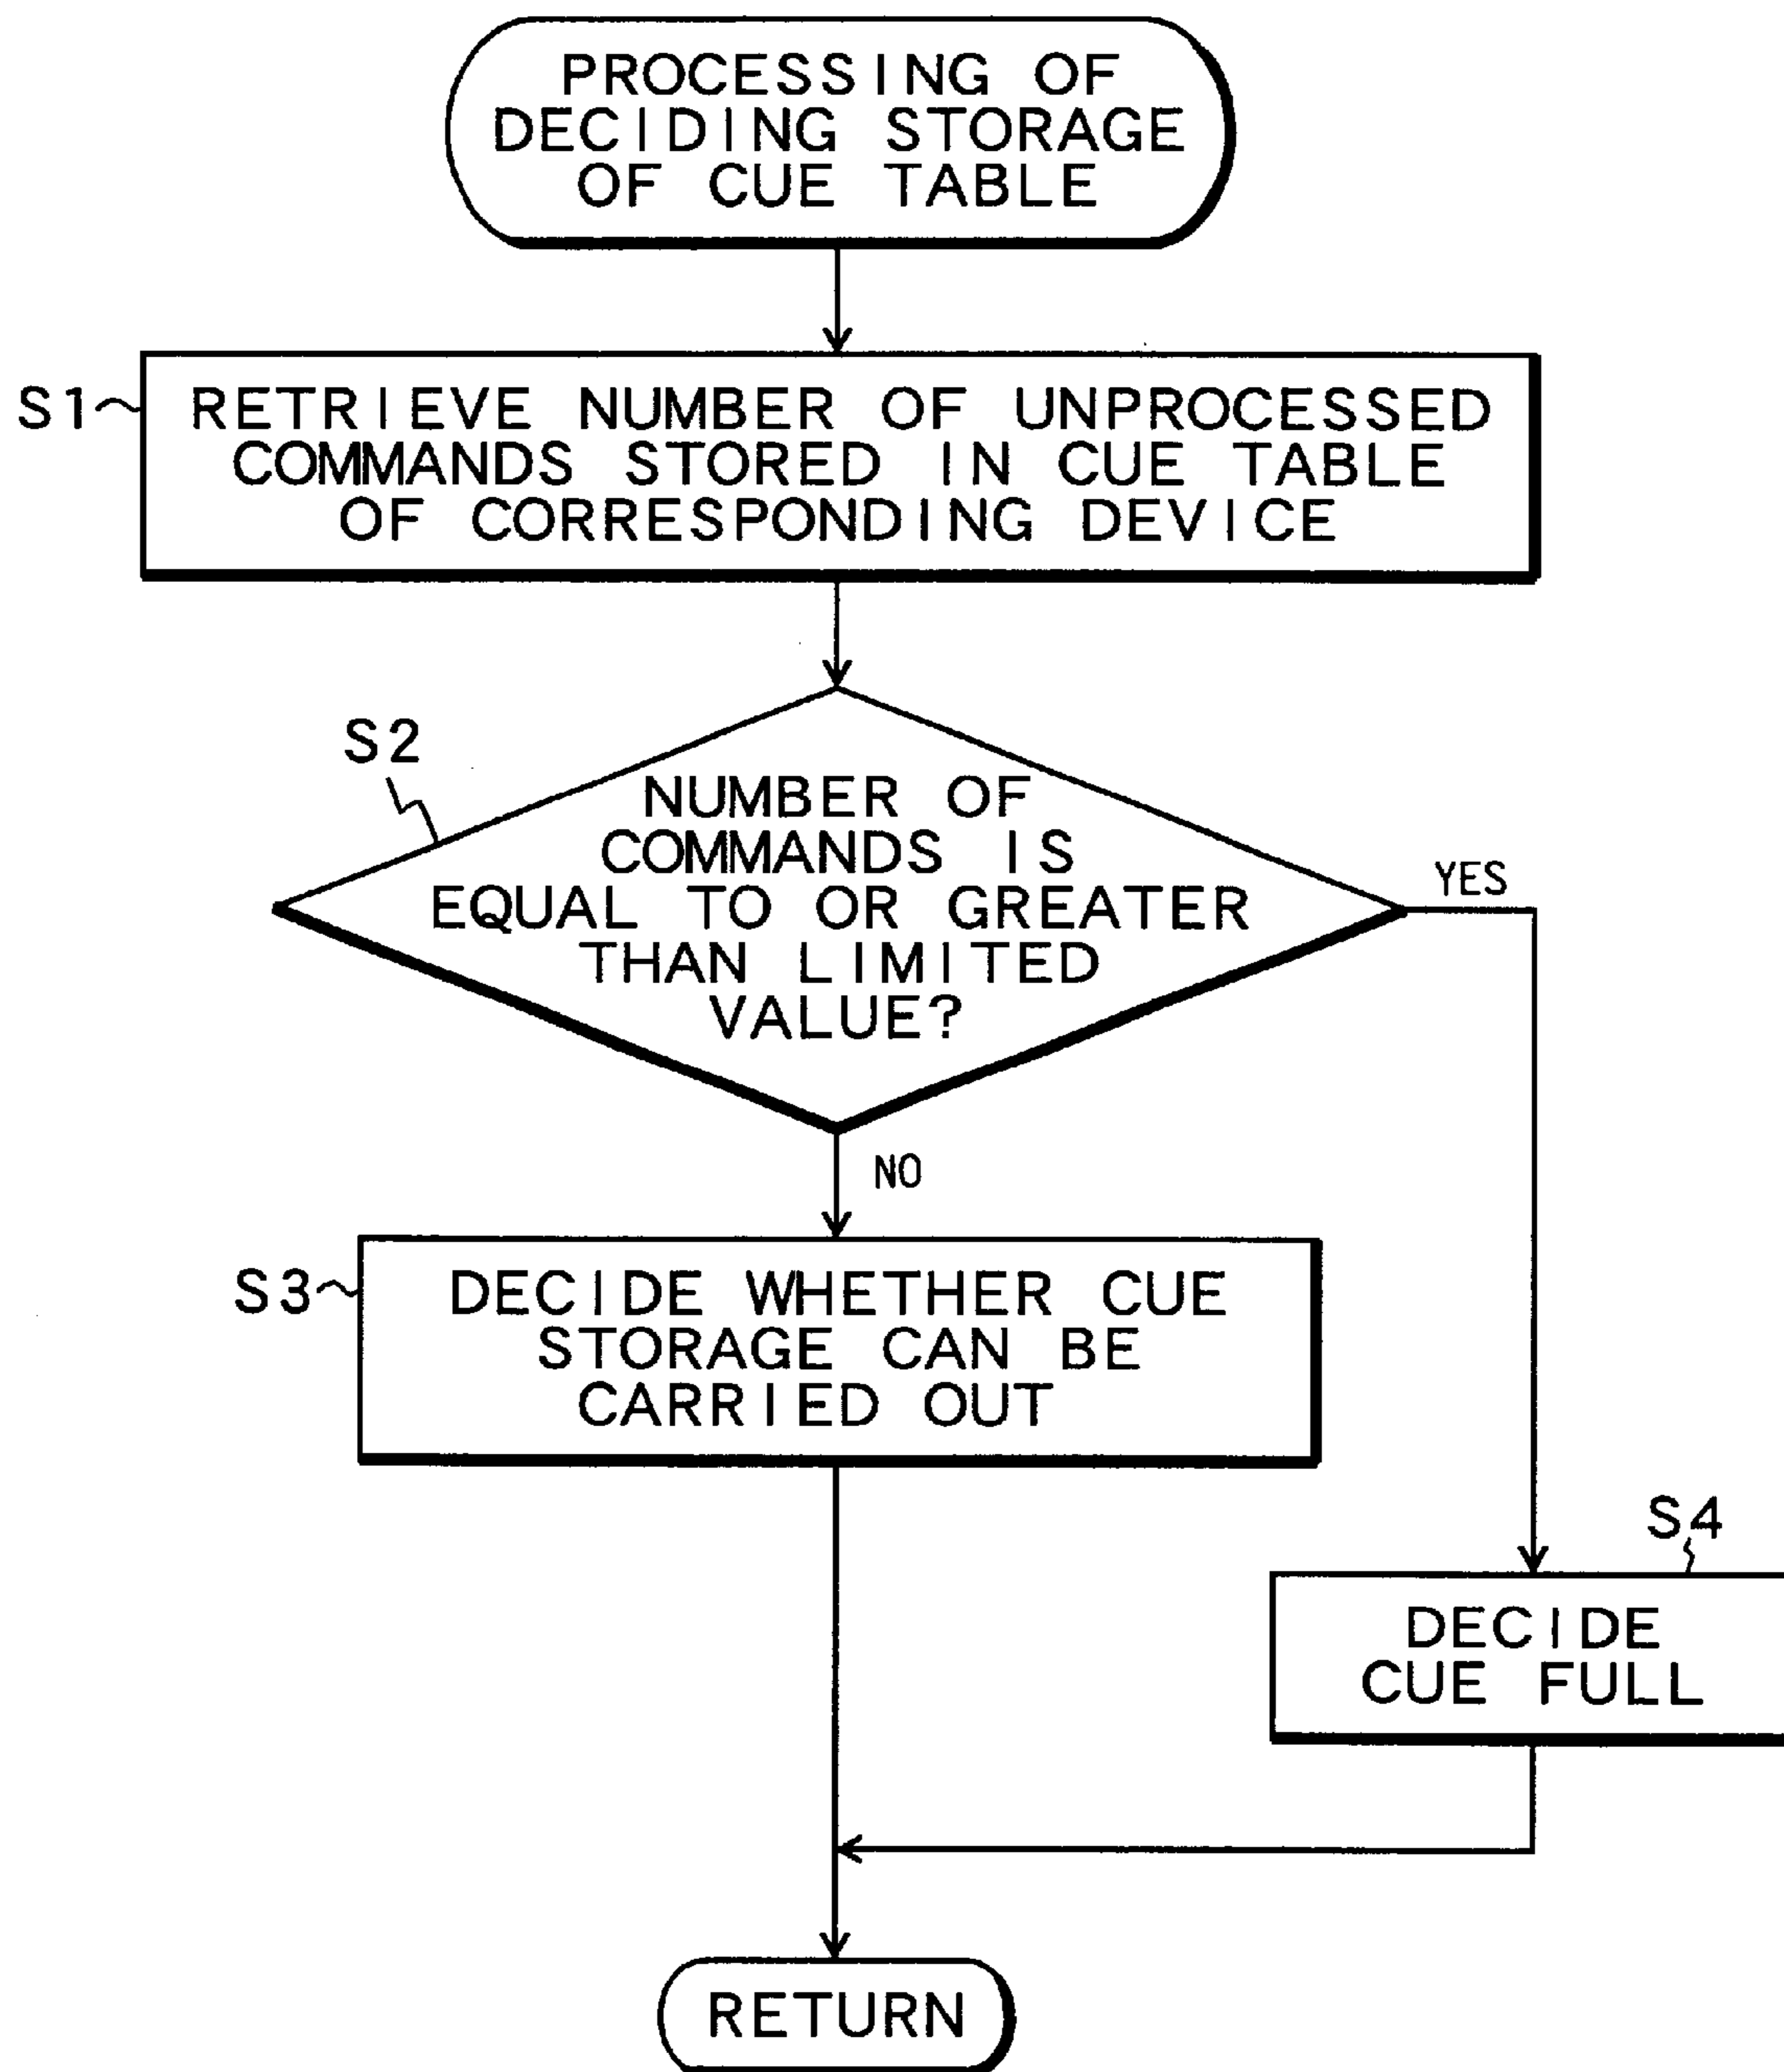 PROCESSING OF
DECIDING STORAGE
OF CUE TABLE
S1
RETRIEVE NUMBER OF UNPROCESSED
COMMANDS STORED IN CUE TABLE
OF CORRESPONDING DEVICE
S2
NUMBER OF
COMMANDS IS
EQUAL TO OR GREATER
THAN LIMITED
VALUE?
YES
NO
S3
DECIDE WHETHER CUE
STORAGE CAN BE
CARRIED OUT
S4
DECIDE
CUE FULL
RETURN